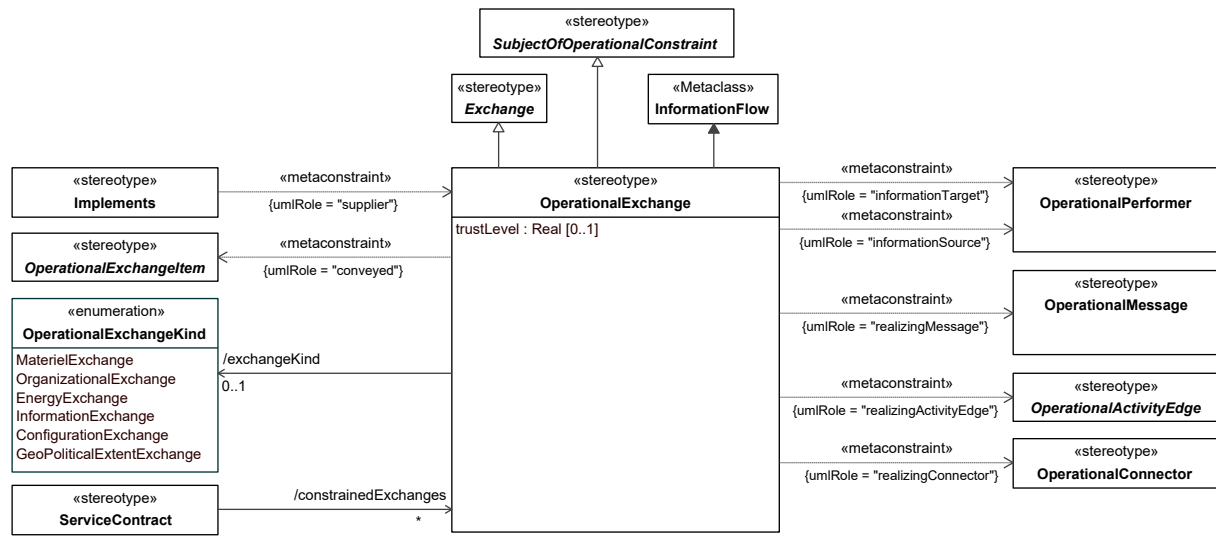 «stereotype»
SubjectOfOperationalConstraint
«stereotype»
Exchange
«Metaclass»
InformationFlow
«stereotype»
Implements
«metaconstraint»
{umlRole = "supplier"}
«stereotype»
OperationalExchangeItem
«metaconstraint»
{umlRole = "conveyed"}
«enumeration»
OperationalExchangeKind
MaterielExchange
OrganizationalExchange
EnergyExchange
InformationExchange
ConfigurationExchange
GeoPoliticalExtentExchange
/exchangeKind
0..1
«stereotype»
ServiceContract
/constrainedExchanges
*
«stereotype»
OperationalExchange
trustLevel : Real [0..1]
«metaconstraint»
{umlRole = "informationTarget"}
«metaconstraint»
{umlRole = "informationSource"}
«stereotype»
OperationalPerformer
«metaconstraint»
{umlRole = "realizingMessage"}
«stereotype»
OperationalMessage
«metaconstraint»
{umlRole = "realizingActivityEdge"}
«stereotype»
OperationalActivityEdge
«metaconstraint»
{umlRole = "realizingConnector"}
«stereotype»
OperationalConnector